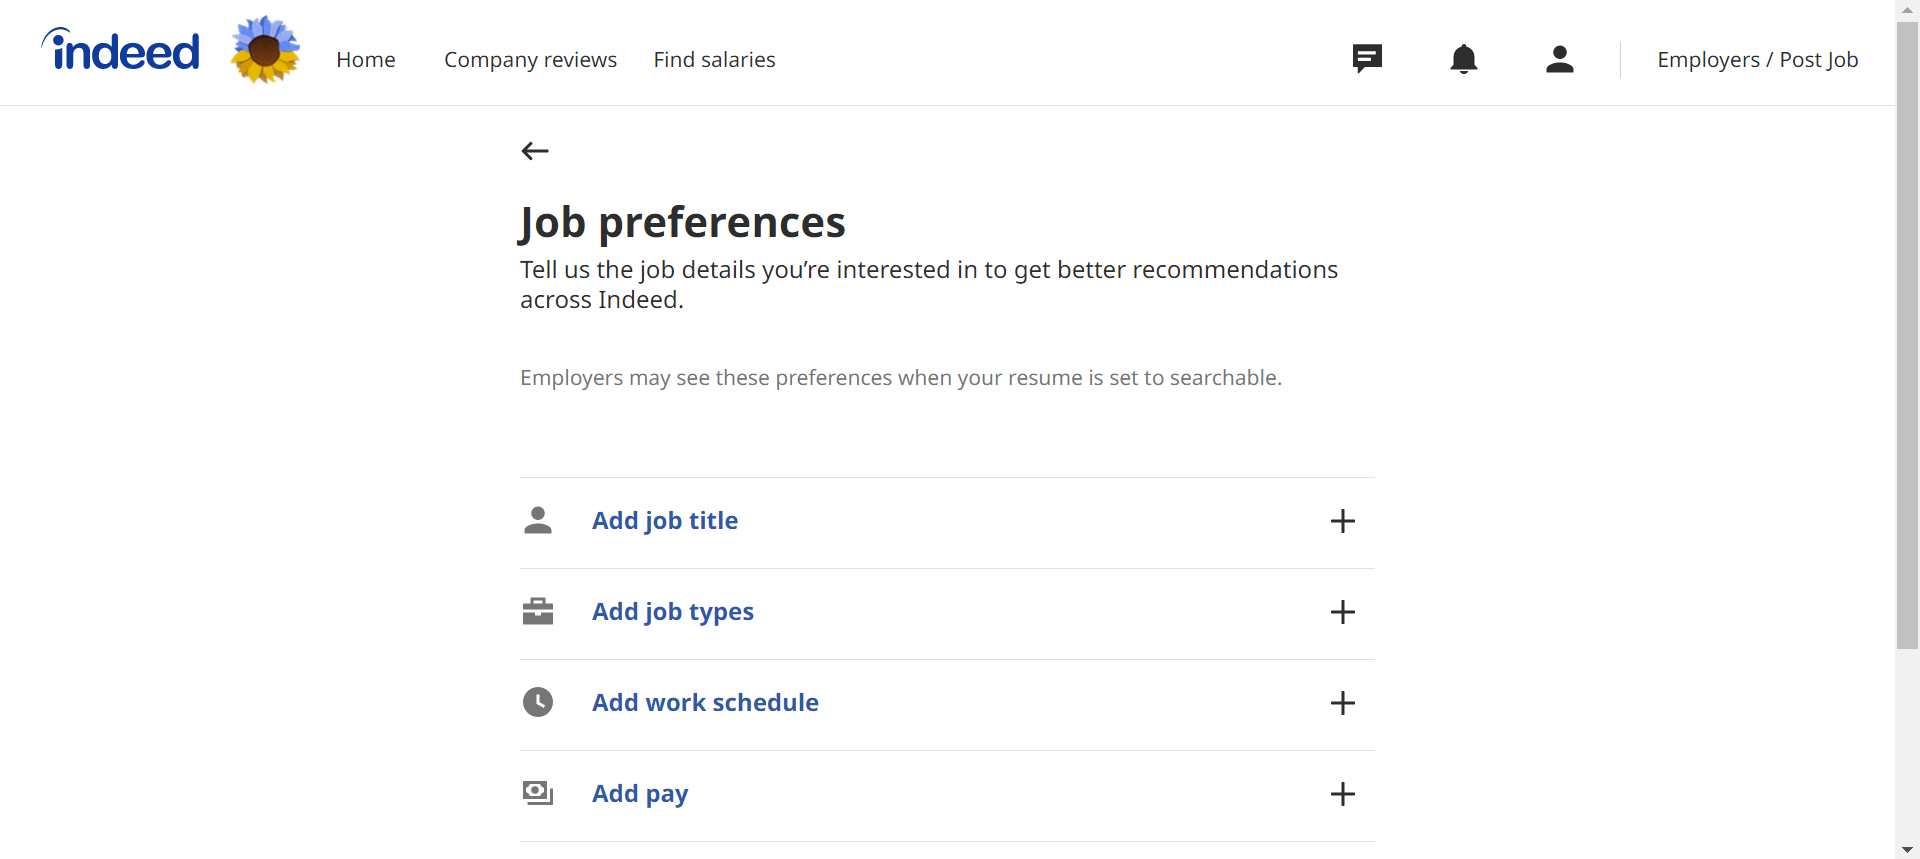 indeed
Home Company reviews Find salaries Employers / Post Job
Job preferences
Tell us the job details you’re interested in to get better recommendations
across Indeed.
Employers may see these preferences when your resume is set to searchable.
Add job title
Add job types
Add work schedule
Add pay